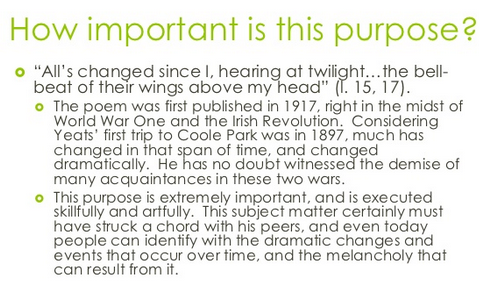 How important is this purpose?
“All’s changed since I, hearing at twilight…the bell-
beat of their wings above my head” (l. 15, 17).
The poem was first published in 1917, right in the midst of
World War One and the Irish Revolution. Considering
Yeats’ first trip to Coole Park was in 1897, much has
changed in that span of time, and changed
dramatically. He has no doubt witnessed the demise of
many acquaintances in these two wars.
This purpose is extremely important, and is executed
skillfully and artfully. This subject matter certainly must
have struck a chord with his peers, and even today
people can identify with the dramatic changes and
events that occur over time, and the melancholy that
can result from it.